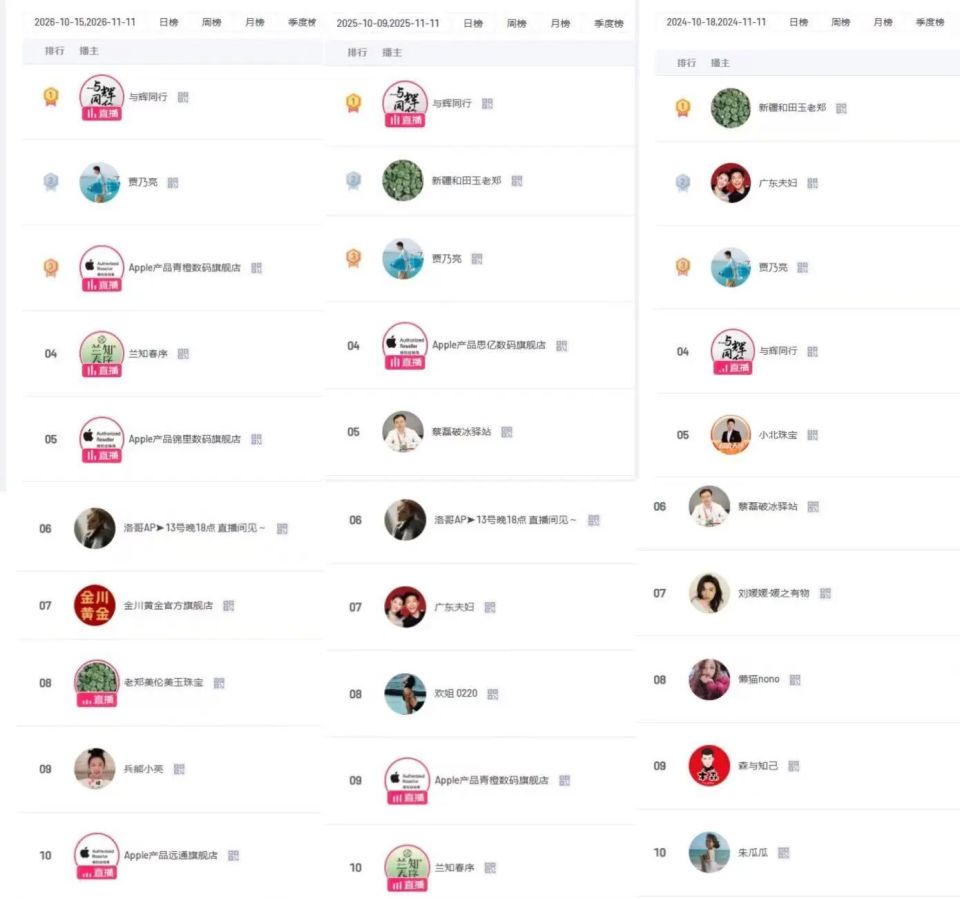 2026-10-15,2026-11-11 日榜 周榜 月榜 季度榜
排行 播主
1 与辉同行
直播
2 贾乃亮
3 Apple产品青橙数码旗舰店
直播
04 兰知春序
直播
05 Apple产品锦里数码旗舰店
直播
06 洛哥AP➤13号晚18点 直播间见~
07 金川黄金官方旗舰店
08 老郑美伦美玉珠宝
直播
09 兵能小英
10 Apple产品远通旗舰店
直播
2025-10-09,2025-11-11 日榜 周榜 月榜 季度榜
排行 播主
1 与辉同行
直播
2 新疆和田玉老郑
3 贾乃亮
04 Apple产品思亿数码旗舰店
直播
05 蔡磊破冰驿站
06 洛哥AP➤13号晚18点 直播间见~
07 广东夫妇
08 欢姐 0220
09 Apple产品青橙数码旗舰店
直播
10 兰知春序
直播
2024-10-18,2024-11-11 日榜 周榜 月榜 季度榜
排行 播主
1 新疆和田玉老郑
2 广东夫妇
3 贾乃亮
04 与辉同行
直播
05 小北珠宝
06 蔡磊破冰驿站
07 刘媛媛·媛之有物
08 懒猫nono
09 森与知己
10 朱瓜瓜